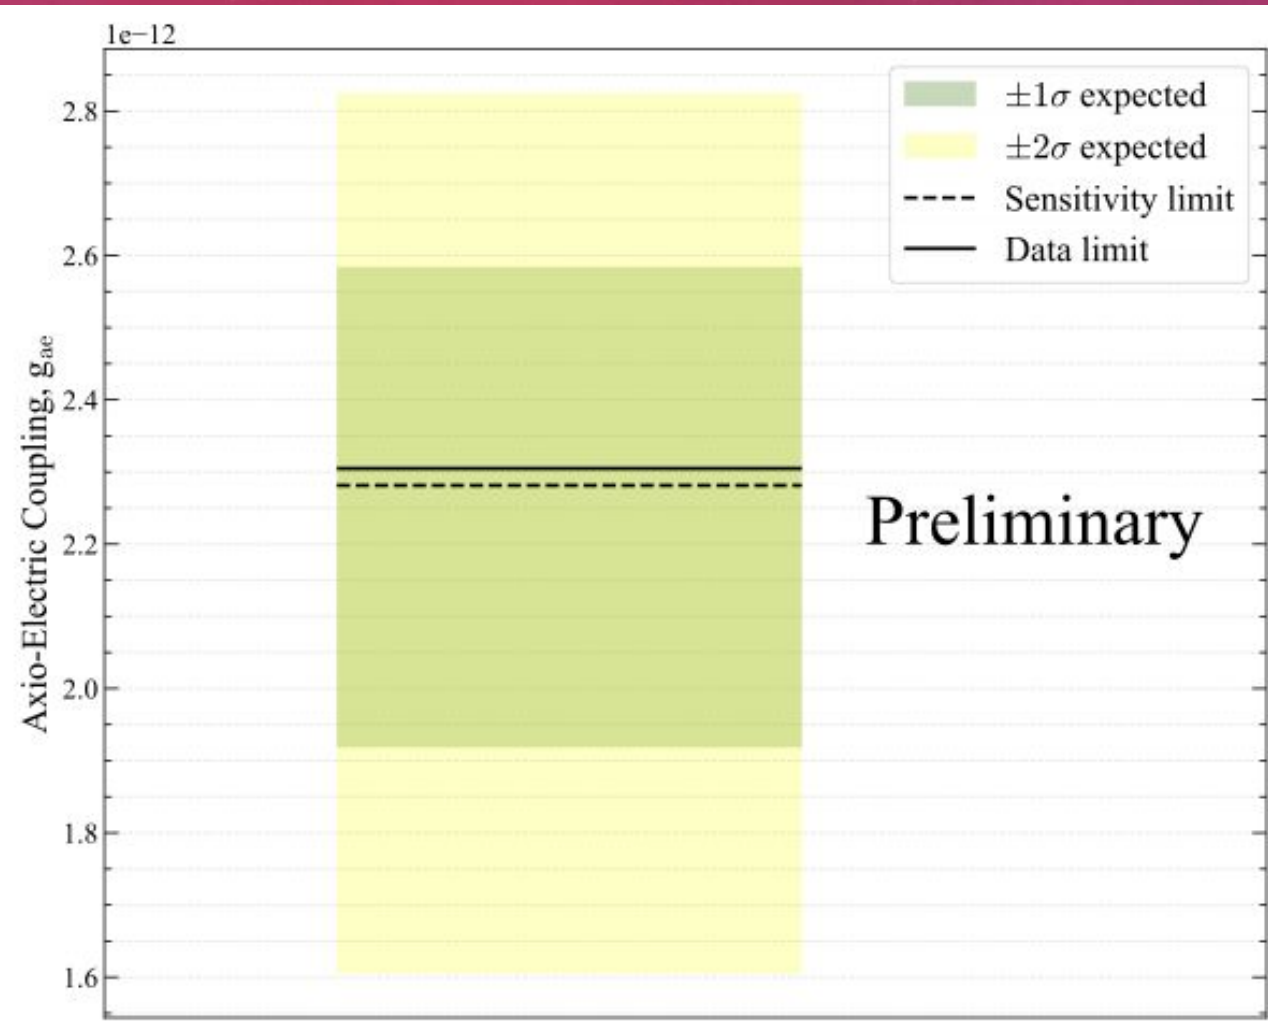 1e−12
±1σ expected
±2σ expected
Sensitivity limit
Data limit
2.8
2.6
2.4
2.2
2.0
1.8
1.6
Axio-Electric Coupling, gae
Preliminary